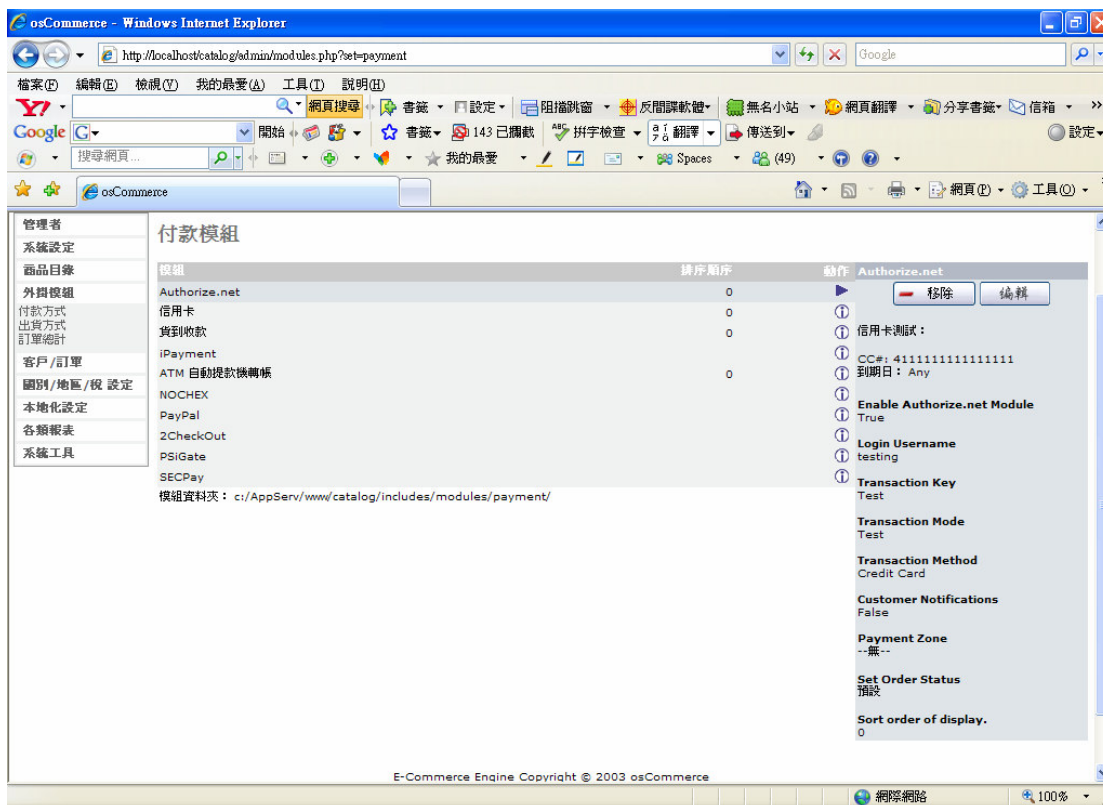 osCommerce - Windows Internet Explorer
http://localhost/catalog/admin/modules.php?set=payment
Google
檔案(F) 編輯(E) 檢視(V) 我的最愛(A) 工具(T) 說明(H)
Y! 網頁搜尋 書籤 設定 阻擋跳窗 反間諜軟體 無名小站 網頁翻譯 分享書籤 信箱
Google 開始 書籤 143 已攔截 拼字檢查 翻譯 傳送到 設定
搜尋網頁... 我的最愛 Spaces (49)
osCommerce 網頁(P) 工具(O)
管理者
系統設定
商品目錄
外掛模組
付款方式
出貨方式
訂單總計
客戶/訂單
國別/地區/稅 設定
本地化設定
各類報表
系統工具
付款模組
模組 排序順序 動作
Authorize.net 0
信用卡 0
貨到收款 0
iPayment
ATM 自動提款機轉帳 0
NOCHEX
PayPal
2CheckOut
PSiGate
SECPay
模組資料夾： c:/AppServ/www/catalog/includes/modules/payment/
Authorize.net
移除 編輯
信用卡測試：
CC#: 4111111111111111
到期日： Any
Enable Authorize.net Module
True
Login Username
testing
Transaction Key
Test
Transaction Mode
Test
Transaction Method
Credit Card
Customer Notifications
False
Payment Zone
--無--
Set Order Status
預設
Sort order of display.
0
E-Commerce Engine Copyright © 2003 osCommerce
網際網路 100%